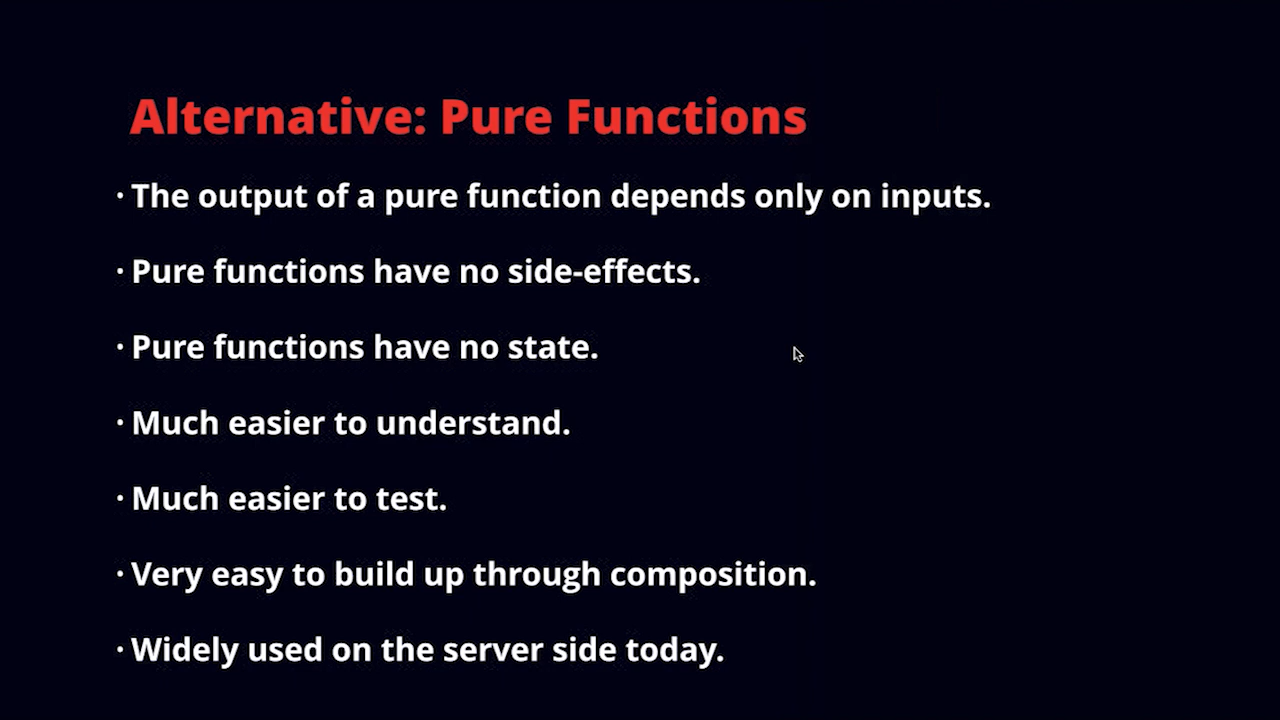 Alternative: Pure Functions
· The output of a pure function depends only on inputs.
· Pure functions have no side-effects.
· Pure functions have no state.
· Much easier to understand.
· Much easier to test.
· Very easy to build up through composition.
· Widely used on the server side today.